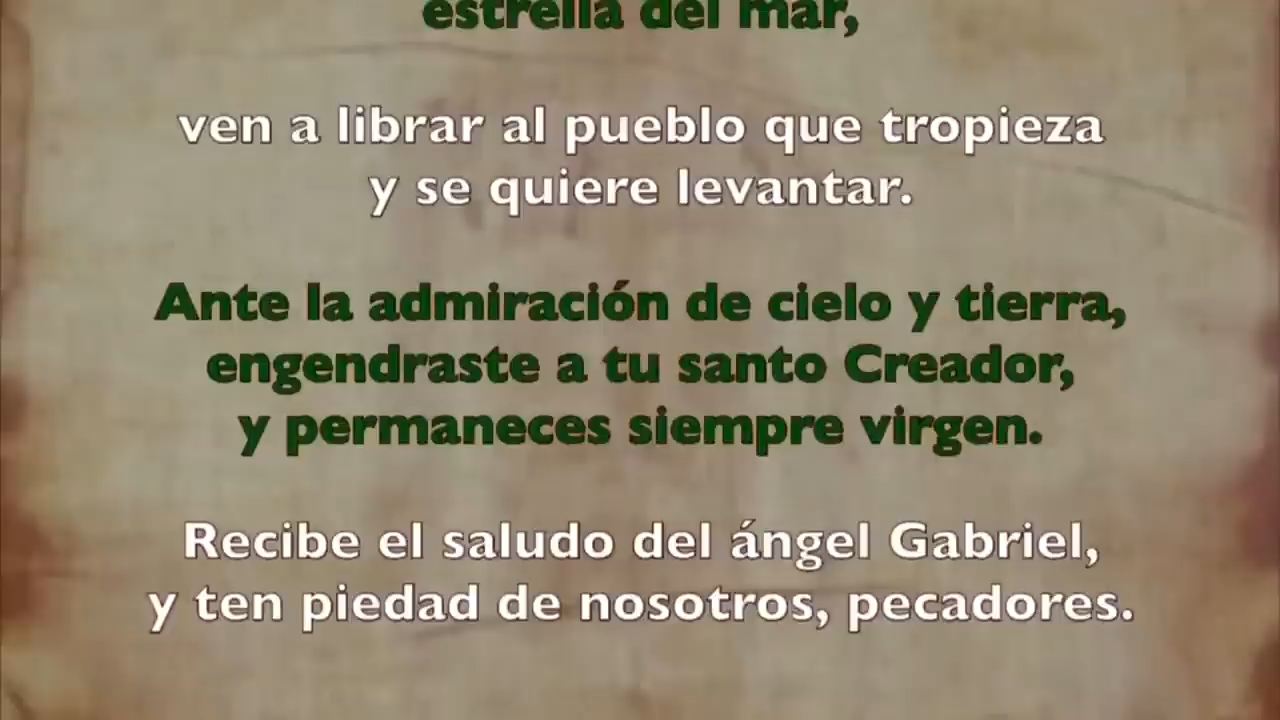 estrella del mar,
ven a librar al pueblo que tropieza
y se quiere levantar.
Ante la admiración de cielo y tierra,
engendraste a tu santo Creador,
y permaneces siempre virgen.
Recibe el saludo del ángel Gabriel,
y ten piedad de nosotros, pecadores.